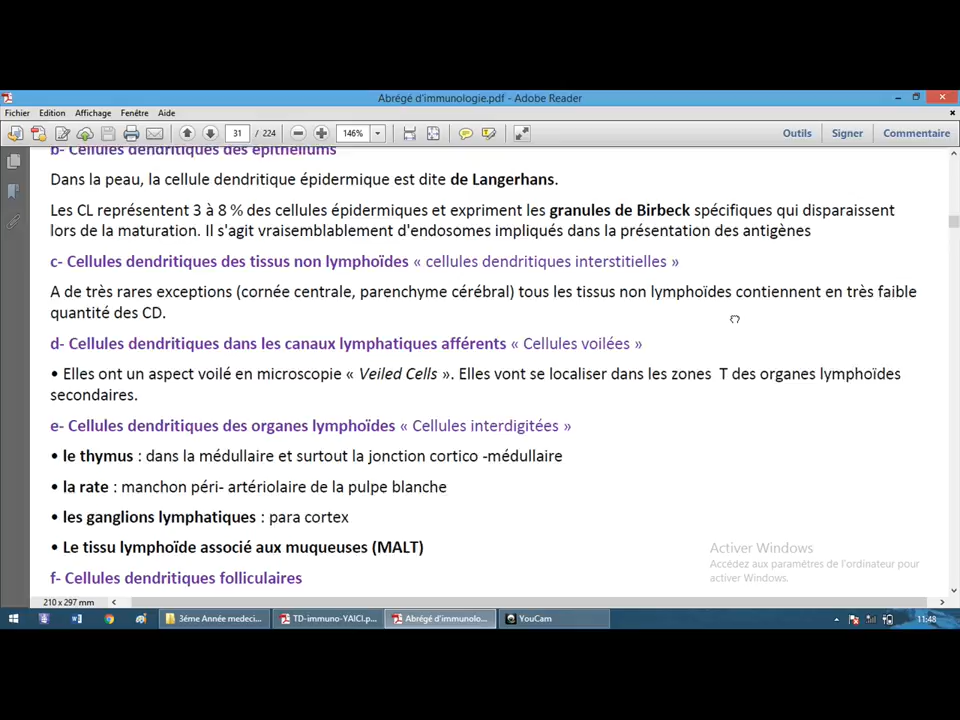 Abrégé d'immunologie.pdf - Adobe Reader
Fichier Edition Affichage Fenêtre Aide
31 / 224 146% Outils Signer Commentaire
b- Cellules dendritiques des épithéliums
Dans la peau, la cellule dendritique épidermique est dite de Langerhans.
Les CL représentent 3 à 8 % des cellules épidermiques et expriment les granules de Birbeck spécifiques qui disparaissent
lors de la maturation. Il s'agit vraisemblablement d'endosomes impliqués dans la présentation des antigènes
c- Cellules dendritiques des tissus non lymphoïdes « cellules dendritiques interstitielles »
A de très rares exceptions (cornée centrale, parenchyme cérébral) tous les tissus non lymphoïdes contiennent en très faible
quantité des CD.
d- Cellules dendritiques dans les canaux lymphatiques afférents « Cellules voilées »
• Elles ont un aspect voilé en microscopie « Veiled Cells ». Elles vont se localiser dans les zones T des organes lymphoïdes
secondaires.
e- Cellules dendritiques des organes lymphoïdes « Cellules interdigitées »
• le thymus : dans la médullaire et surtout la jonction cortico -médullaire
• la rate : manchon péri- artériolaire de la pulpe blanche
• les ganglions lymphatiques : para cortex
• Le tissu lymphoïde associé aux muqueuses (MALT)
f- Cellules dendritiques folliculaires
Activer Windows
Accédez aux paramètres de l'ordinateur pour
activer Windows.
210 x 297 mm
3éme Année medeci... TD-immuno-YAICI.p... Abrégé d'immunolo... YouCam 11:48